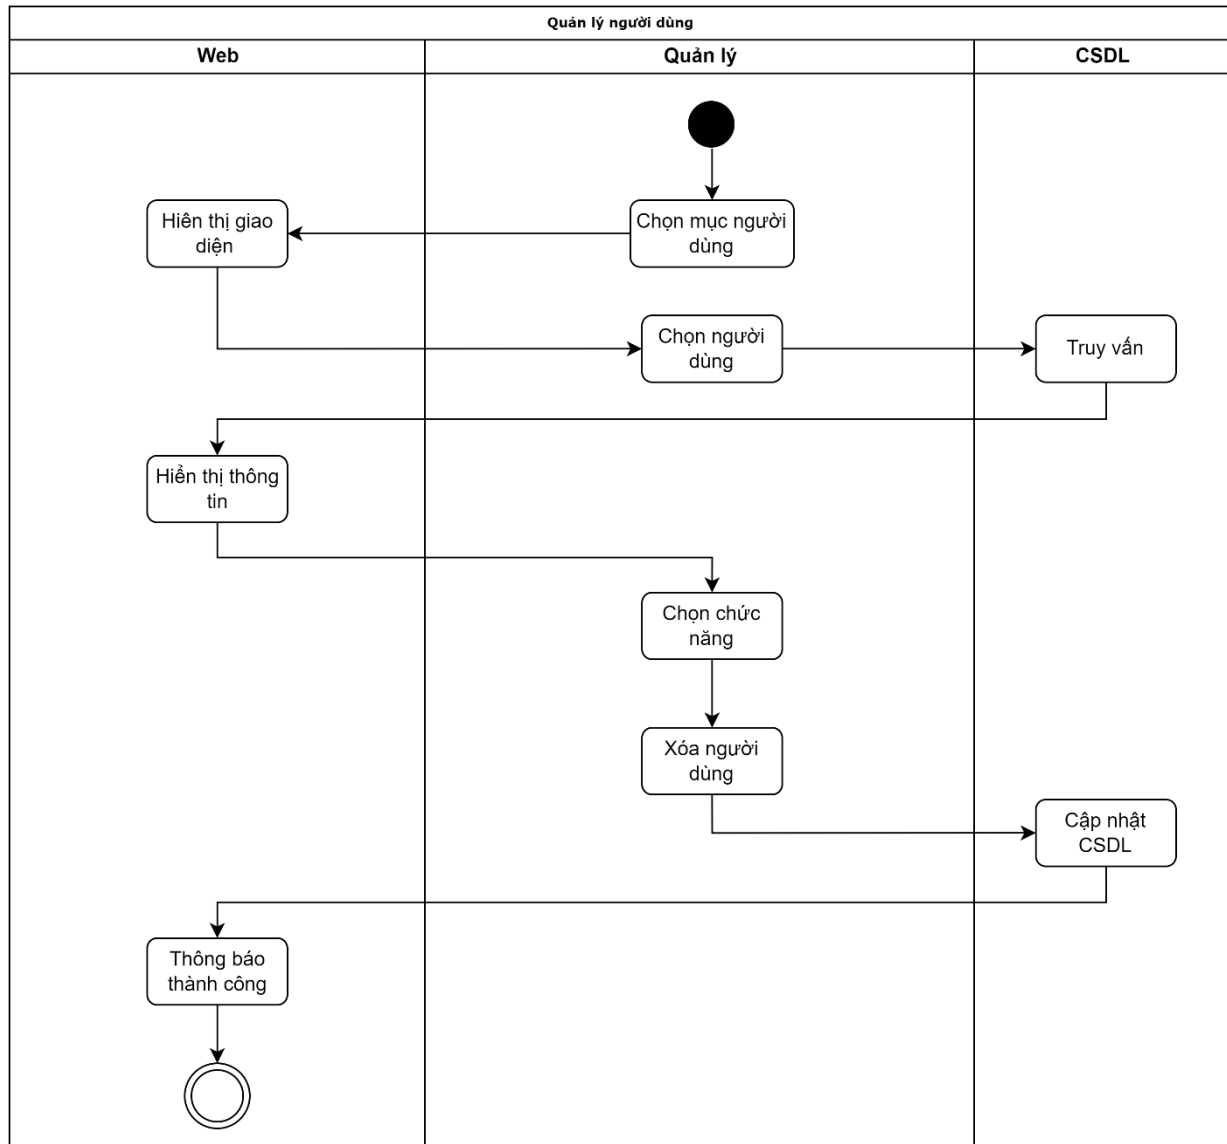 Quản lý người dùng
Web
Quản lý
CSDL
Chọn mục người
dùng
Hiên thị giao
diện
Chọn người
dùng
Truy vấn
Hiển thị thông
tin
Chọn chức
năng
Xóa người
dùng
Cập nhật
CSDL
Thông báo
thành công